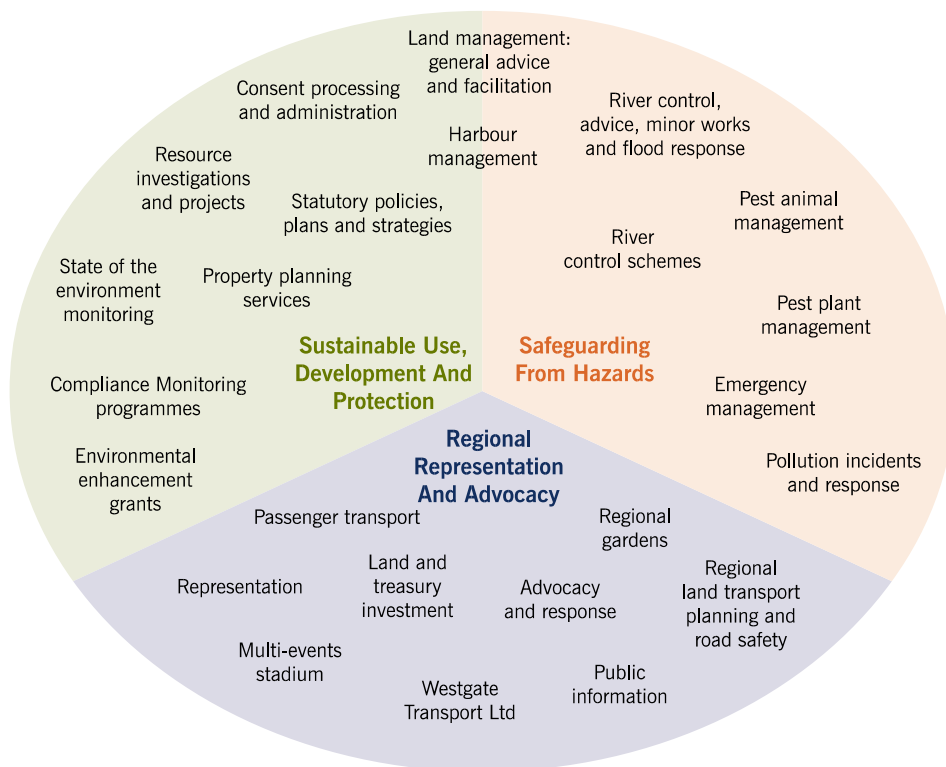 Land management:
general advice
and facilitation
Consent processing
and administration
River control,
advice, minor works
and flood response
Harbour
management
Resource
investigations
and projects
Statutory policies,
plans and strategies
Pest animal
management
River
control schemes
State of the
environment
monitoring
Property planning
services
Pest plant
management
Sustainable Use,
Development And
Protection
Safeguarding
From Hazards
Compliance Monitoring
programmes
Emergency
management
Environmental
enhancement
grants
Regional
Representation
And Advocacy
Pollution incidents
and response
Passenger transport
Regional
gardens
Representation
Land and
treasury
investment
Advocacy
and response
Regional
land transport
planning and
road safety
Multi-events
stadium
Westgate
Transport Ltd
Public
information